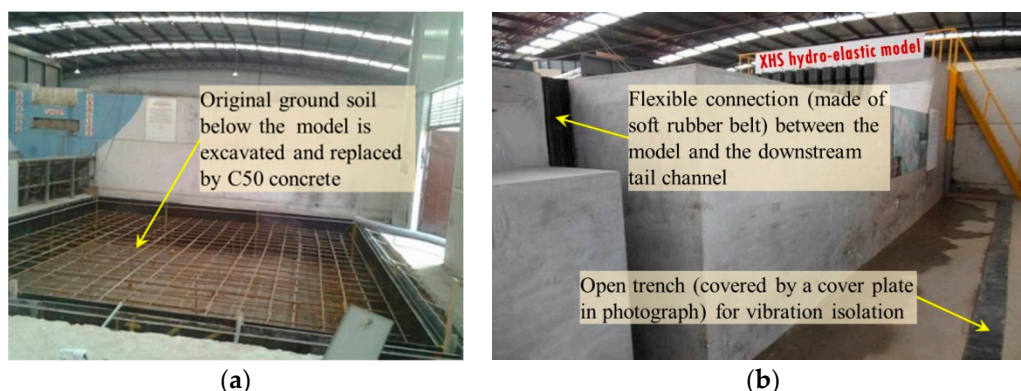 Original ground soil
below the model is
excavated and replaced
by C50 concrete
XHS hydro-elastic model
Flexible connection (made of
soft rubber belt) between the
model and the downstream
tail channel
Open trench (covered by a cover plate
in photograph) for vibration isolation
(a)
(b)